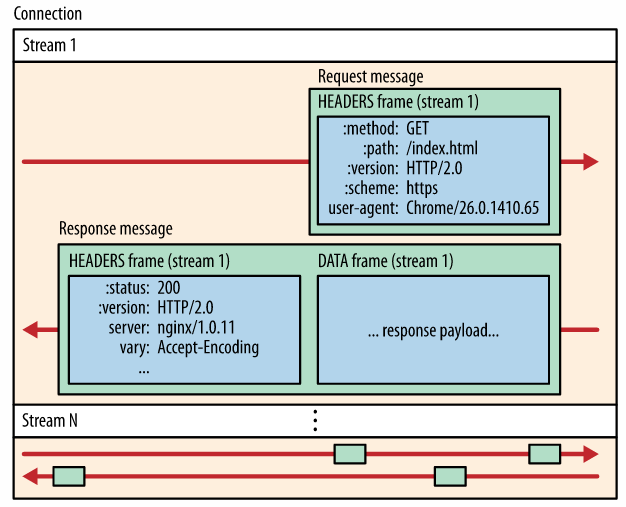 Connection
Stream 1
Request message
HEADERS frame (stream 1)
:method: GET
:path: /index.html
:version: HTTP/2.0
:scheme: https
user-agent: Chrome/26.0.1410.65
Response message
HEADERS frame (stream 1)
:status: 200
:version: HTTP/2.0
server: nginx/1.0.11
vary: Accept-Encoding
...
DATA frame (stream 1)
... response payload...
Stream N